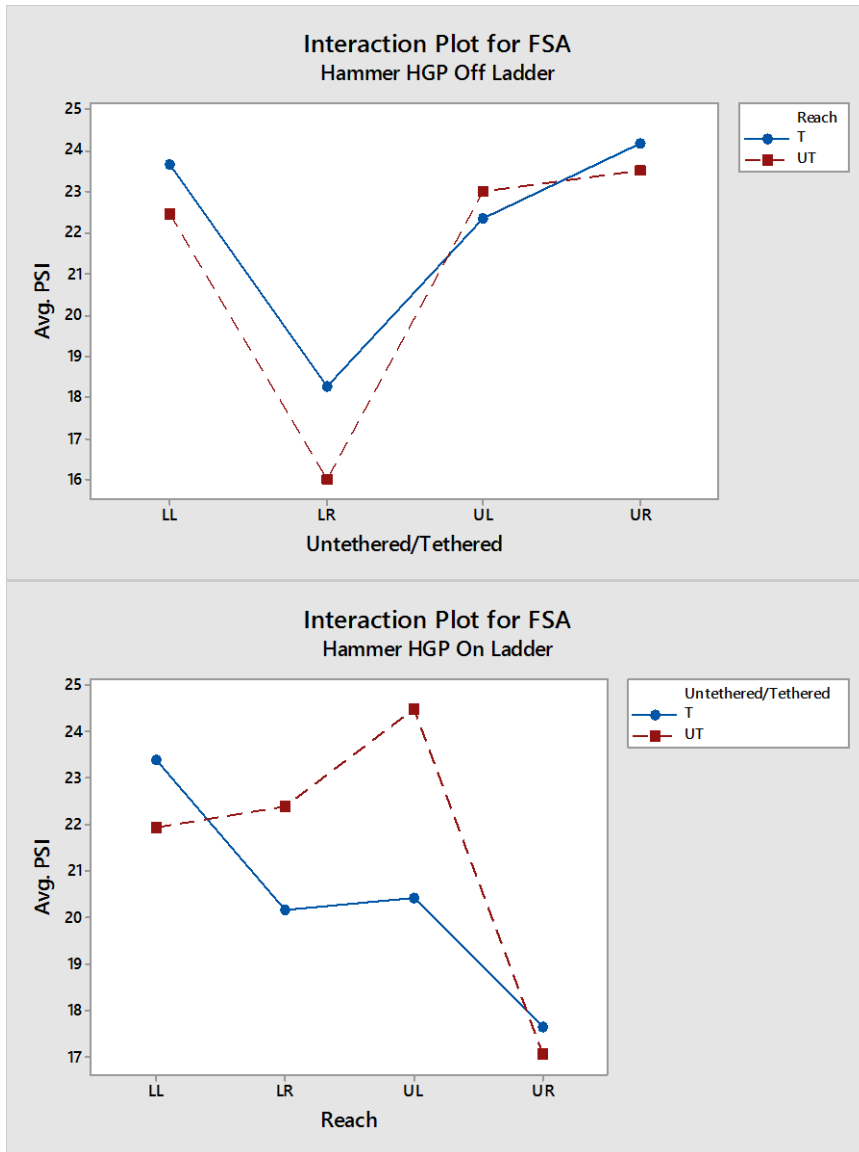 Interaction Plot for FSA
Hammer HGP Off Ladder
25
24
23
22
21
20
19
18
17
16
Avg. PSI
LL LR UL UR
Untethered/Tethered
Reach
T
UT
Interaction Plot for FSA
Hammer HGP On Ladder
25
24
23
22
21
20
19
18
17
Avg. PSI
LL LR UL UR
Reach
Untethered/Tethered
T
UT